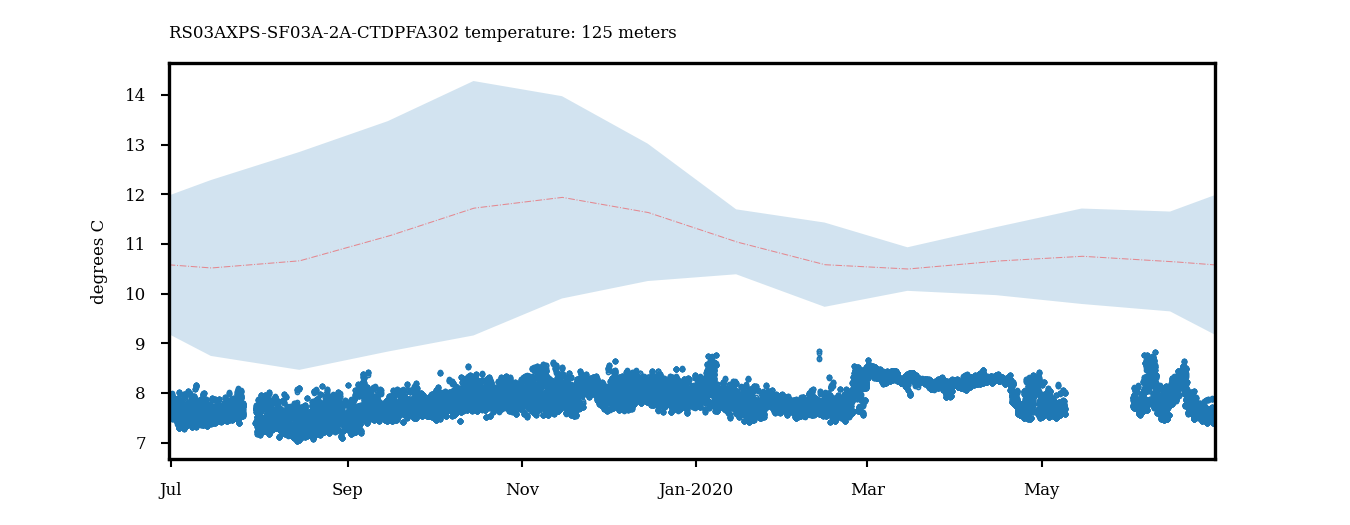 RS03AXPS-SF03A-2A-CTDPFA302 temperature: 125 meters
degrees C
14
13
12
11
10
9
8
7
Jul
Sep
Nov
Jan-2020
Mar
May